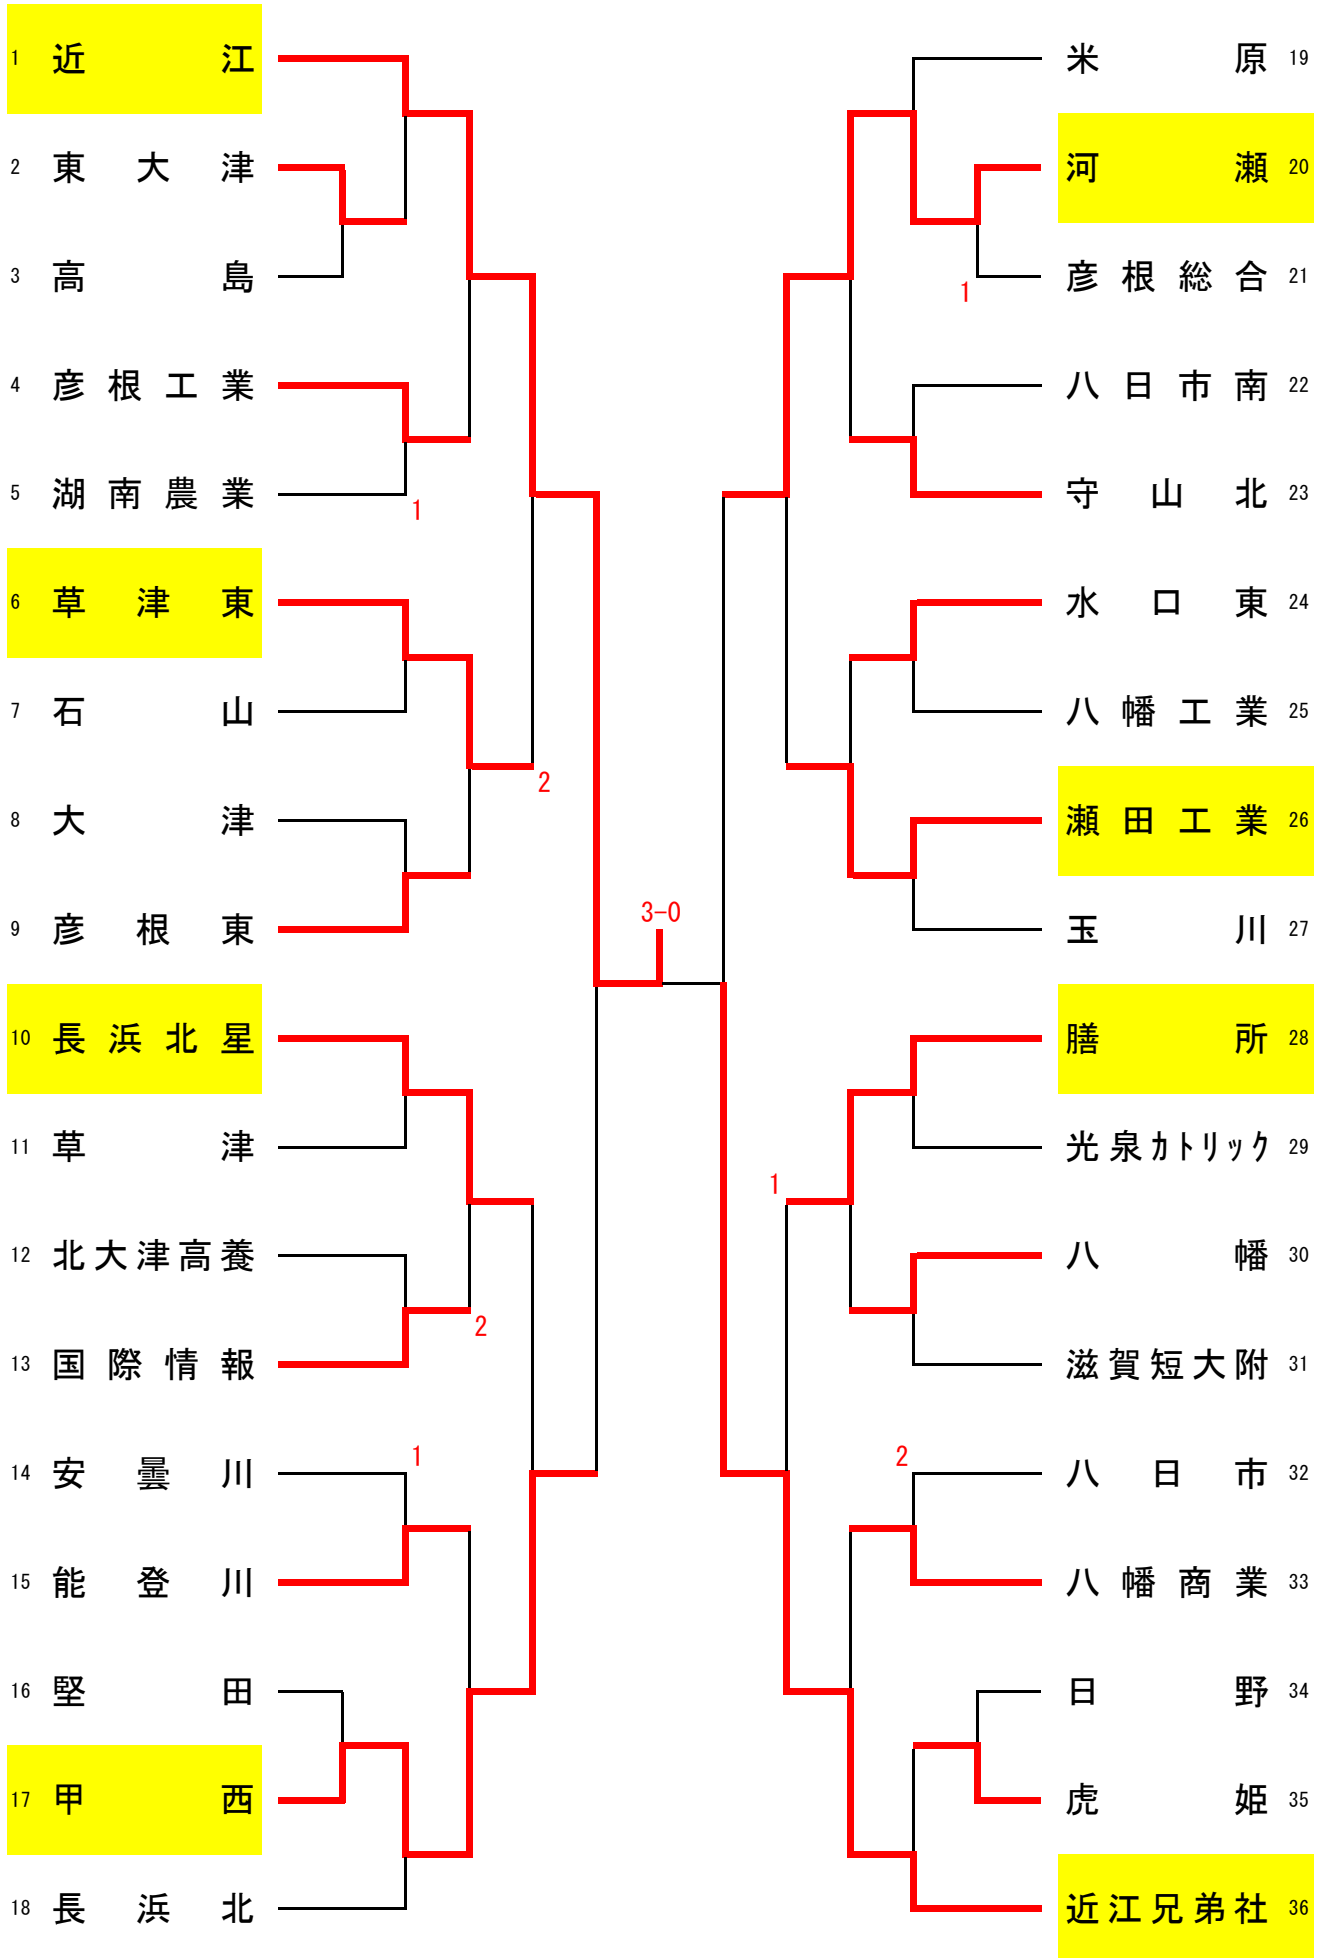 1 近江
2 東大津
3 高島
4 彦根工業
5 湖南農業
1
6 草津東
7 石山
2
8 大津
9 彦根東
10 長浜北星
11 草津
12 北大津高養
2
13 国際情報
1
14 安曇川
15 能登川
16 堅田
17 甲西
18 長浜北
3-0
米原 19
河瀬 20
彦根総合 21
1
八日市南 22
守山北 23
水口東 24
八幡工業 25
瀬田工業 26
玉川 27
膳所 28
光泉カトリック 29
1
八幡 30
滋賀短大附 31
2
八日市 32
八幡商業 33
日野 34
虎姫 35
近江兄弟社 36